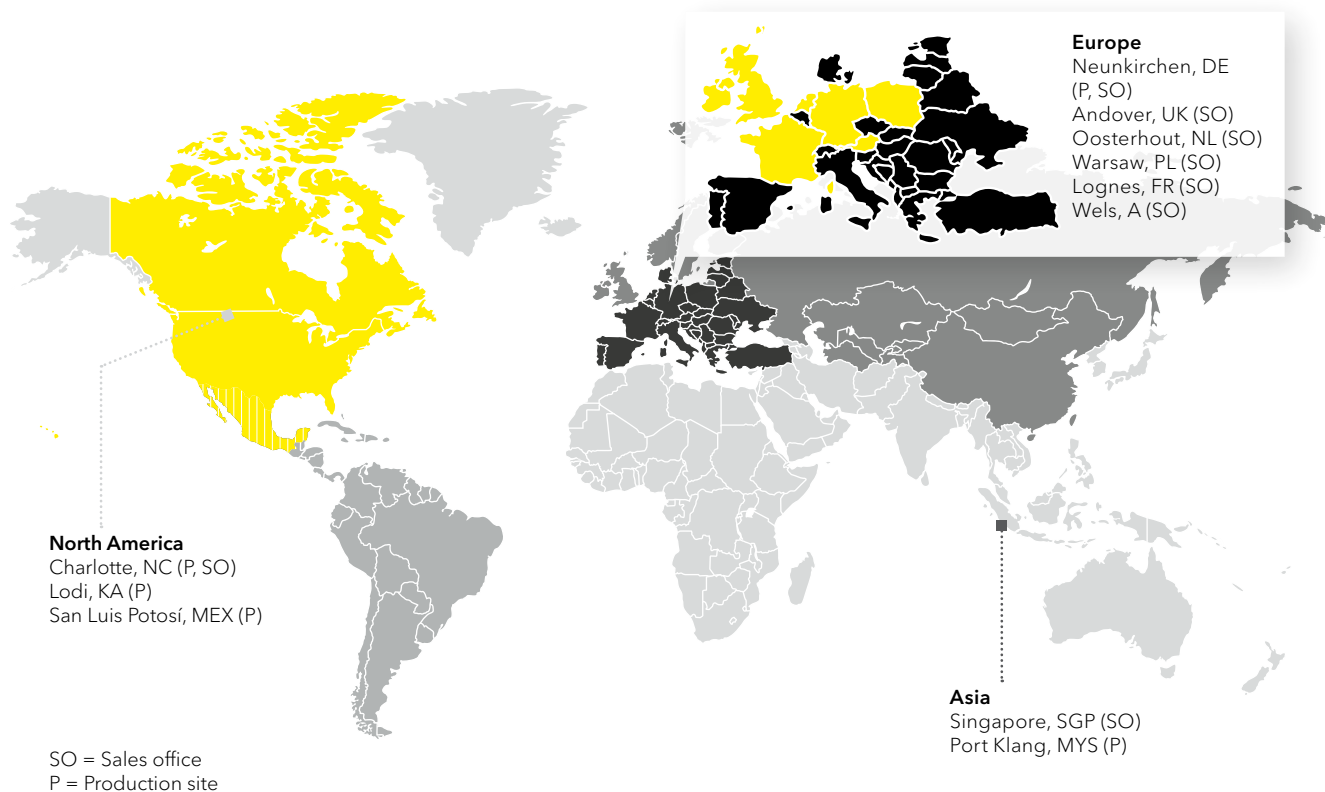 Europe
Neunkirchen, DE
(P, SO)
Andover, UK (SO)
Oosterhout, NL (SO)
Warsaw, PL (SO)
Lognes, FR (SO)
Wels, A (SO)
North America
Charlotte, NC (P, SO)
Lodi, KA (P)
San Luis Potosí, MEX (P)
Asia
Singapore, SGP (SO)
Port Klang, MYS (P)
SO = Sales office
P = Production site